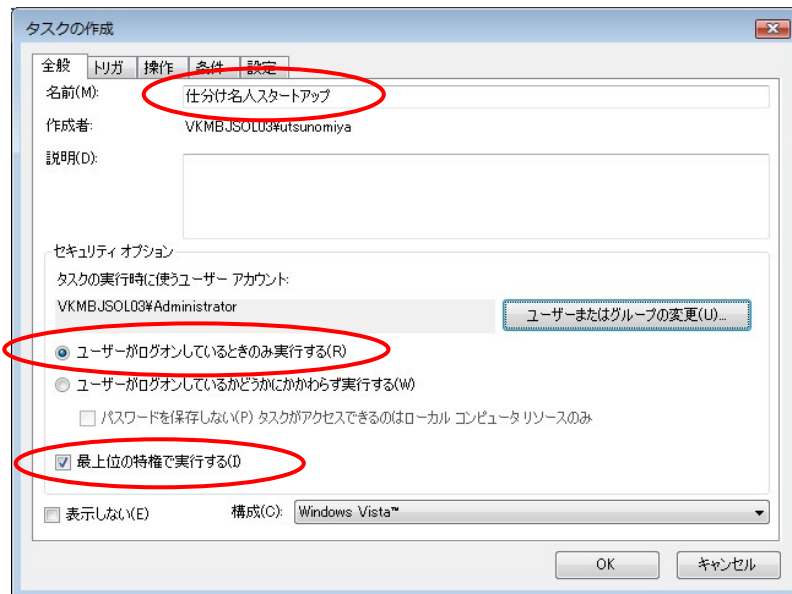 タスクの作成
全般 トリガ 操作 条件 設定
名前(M): 仕分け名人スタートアップ
作成者: VKMBJSOL03¥utsunomiya
説明(D):
セキュリティ オプション
タスクの実行時に使うユーザー アカウント:
VKMBJSOL03¥Administrator
ユーザーまたはグループの変更(U)...
ユーザーがログオンしているときのみ実行する(R)
ユーザーがログオンしているかどうかにかかわらず実行する(W)
パスワードを保存しない(P) タスクがアクセスできるのはローカル コンピュータ リソースのみ
最上位の特権で実行する(I)
表示しない(E) 構成(C): Windows Vista™
OK キャンセル